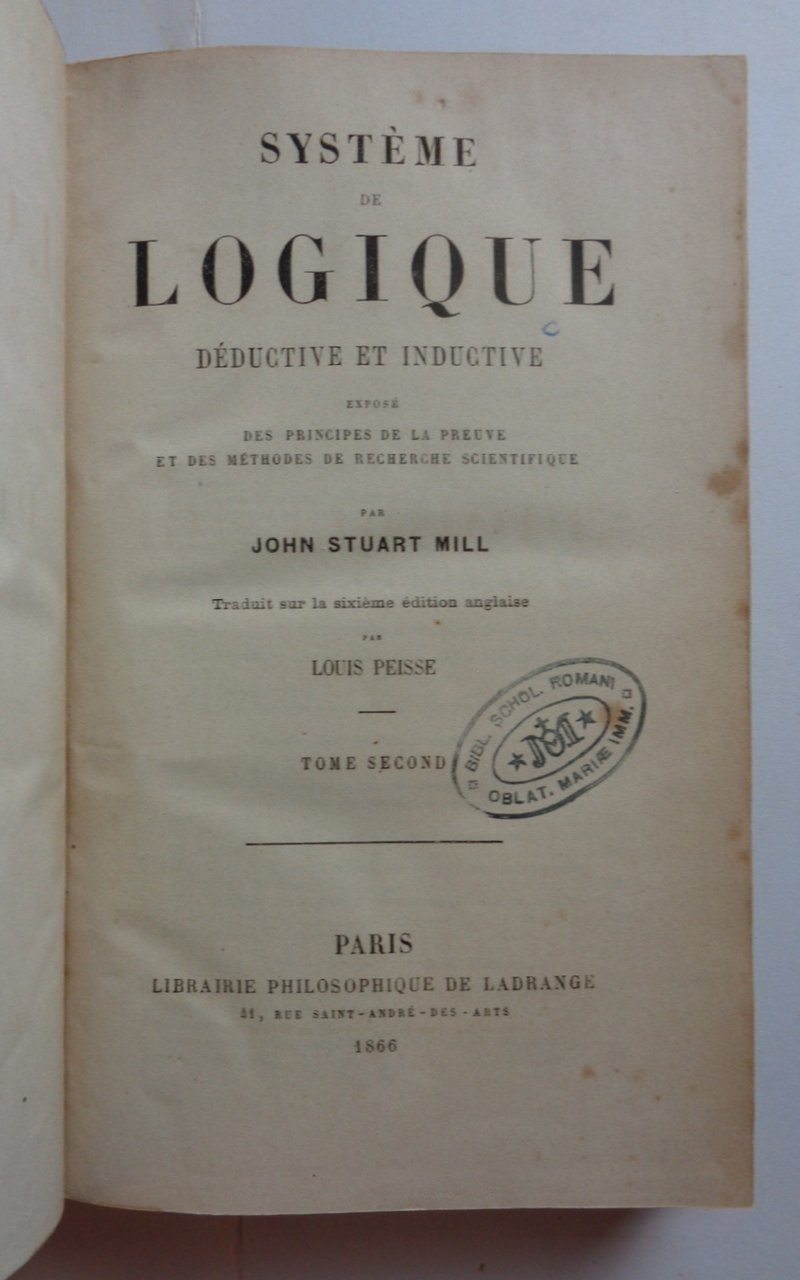 SYSTÈME
DE
LOGIQUE
DÉDUCTIVE ET INDUCTIVE
EXPOSÉ
DES PRINCIPES DE LA PREUVE
ET DES MÉTHODES DE RECHERCHE SCIENTIFIQUE
PAR
JOHN STUART MILL
Traduit sur la sixième édition anglaise
PAR
LOUIS PEISSE
TOME SECOND
BIBL. SCHOL. ROMANI
OBLAT. MARIÆ IMM.
PARIS
LIBRAIRIE PHILOSOPHIQUE DE LADRANGE
41, RUE SAINT-ANDRÉ-DES-ARTS
1866